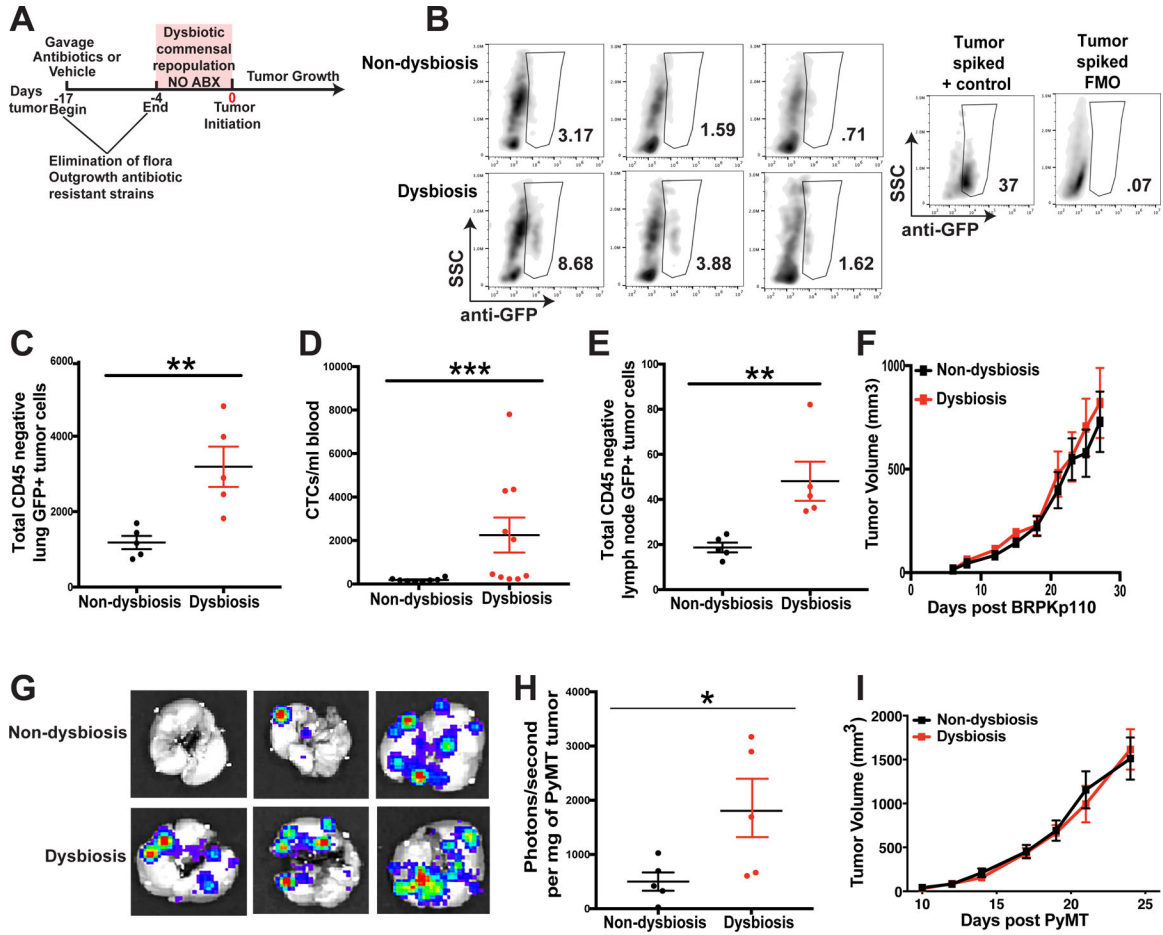 A
Gavage
Antibiotics or
Vehicle
Dysbiotic
commensal
repopulation
NO ABX
Tumor Growth
Days
tumor
-17
-4
0
Begin
End
Tumor
Initiation
Elimination of flora
Outgrowth antibiotic
resistant strains
B
Non-dysbiosis
3.17
1.59
.71
Dysbiosis
8.68
3.88
1.62
SSC
anti-GFP
Tumor
spiked
+ control
Tumor
spiked
FMO
37
.07
SSC
anti-GFP
C
**
Total CD45 negative
lung GFP+ tumor cells
6000
4000
2000
0
Non-dysbiosis
Dysbiosis
D
***
CTCs/ml blood
10000
8000
6000
4000
2000
0
Non-dysbiosis
Dysbiosis
E
**
Total CD45 negative
lymph node GFP+ tumor cells
100
80
60
40
20
0
Non-dysbiosis
Dysbiosis
F
Non-dysbiosis
Dysbiosis
Tumor Volume (mm3)
1000
500
0
0
10
20
30
Days post BRPKp110
G
Non-dysbiosis
Dysbiosis
H
*
Photons/second
per mg of PyMT tumor
4000
3000
2000
1000
0
Non-dysbiosis
Dysbiosis
I
Non-dysbiosis
Dysbiosis
Tumor Volume (mm³)
2000
1500
1000
500
0
10
15
20
25
Days post PyMT